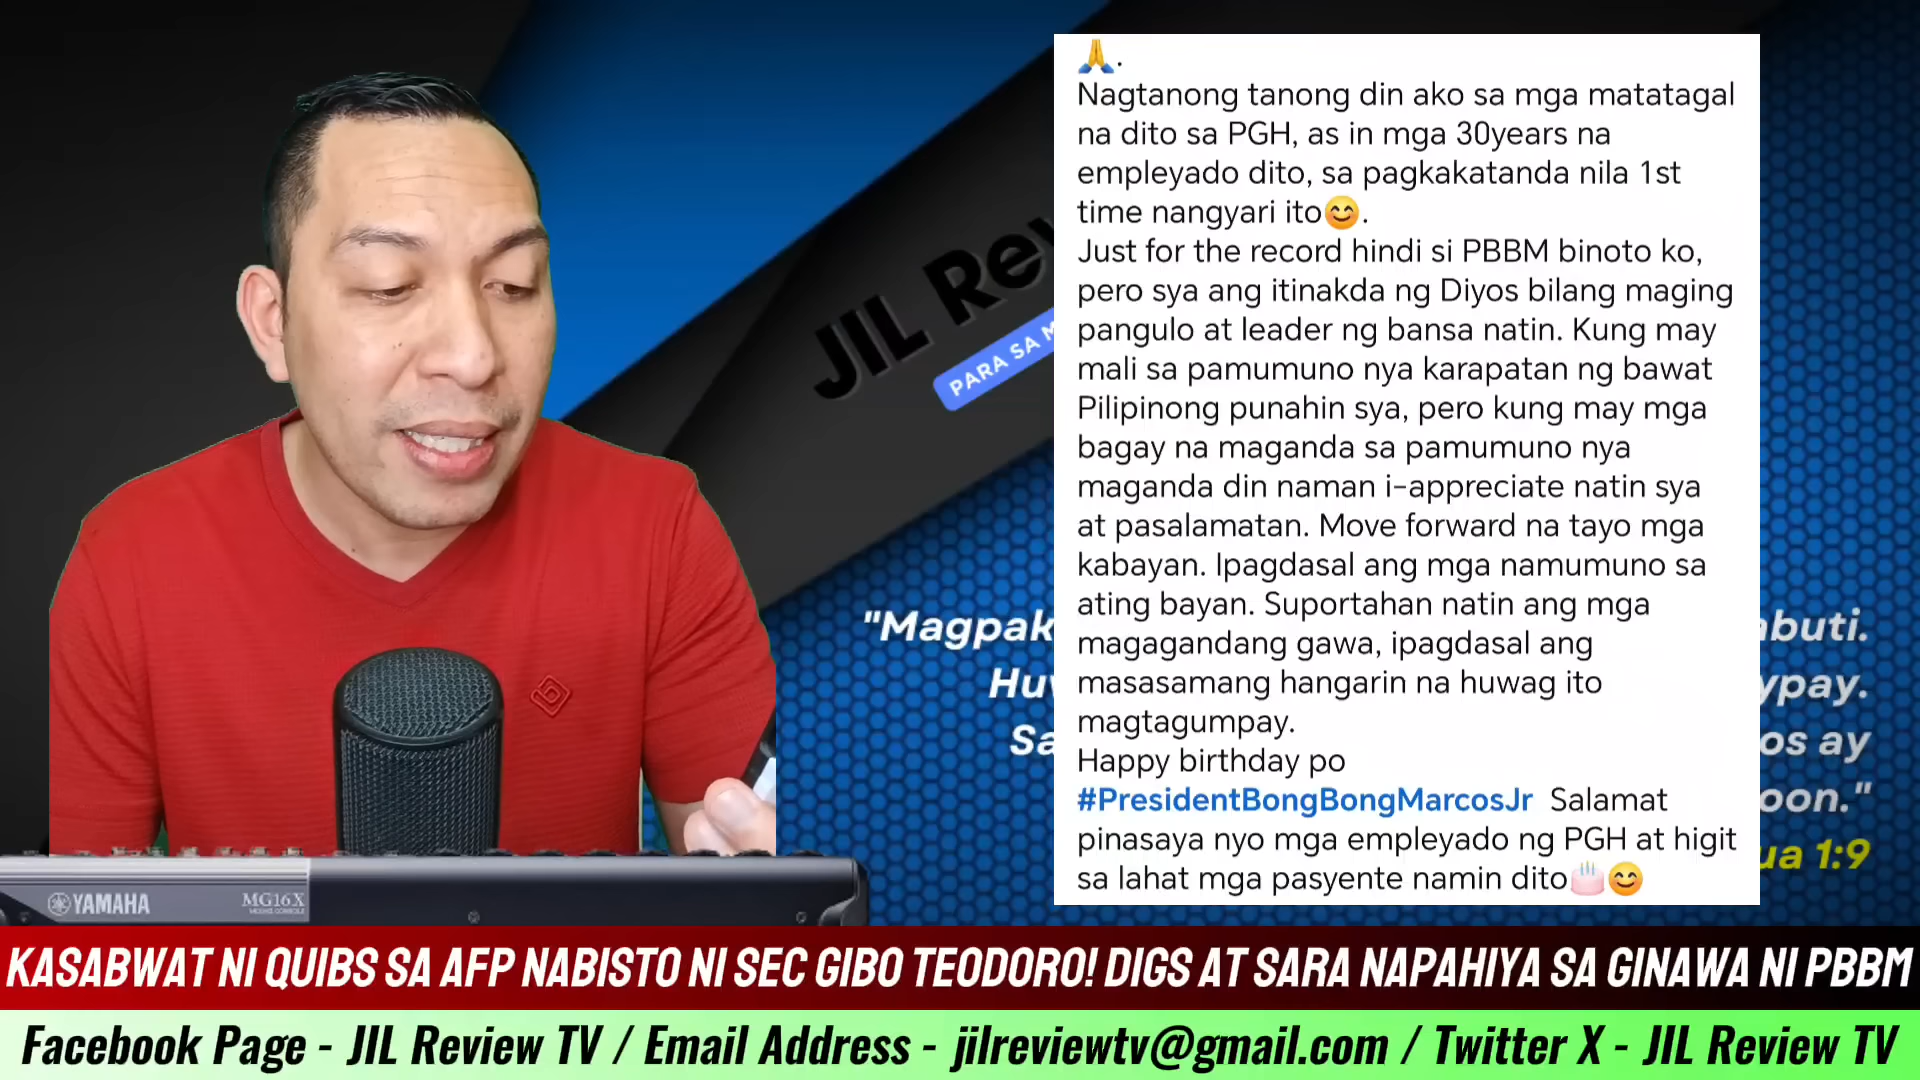 🙏.
Nagtanong tanong din ako sa mga matatagal
na dito sa PGH, as in mga 30years na
empleyado dito, sa pagkakatanda nila 1st
time nangyari ito😊.
Just for the record hindi si PBBM binoto ko,
pero sya ang itinakda ng Diyos bilang maging
pangulo at leader ng bansa natin. Kung may
mali sa pamumuno nya karapatan ng bawat
Pilipinong punahin sya, pero kung may mga
bagay na maganda sa pamumuno nya
maganda din naman i-appreciate natin sya
at pasalamatan. Move forward na tayo mga
kabayan. Ipagdasal ang mga namumuno sa
ating bayan. Suportahan natin ang mga
magagandang gawa, ipagdasal ang
masasamang hangarin na huwag ito
magtagumpay.
Happy birthday po
#PresidentBongBongMarcosJr Salamat
pinasaya nyo mga empleyado ng PGH at higit
sa lahat mga pasyente namin dito🎂😊
JIL Rev
PARA SA M
"Magpak
abuti.
Huw
ypay.
Sa
os ay
oon."
ua 1:9
YAMAHA
MG16X
MIXING CONSOLE
KASABWAT NI QUIBS SA AFP NABISTO NI SEC GIBO TEODORO! DIGS AT SARA NAPAHIYA SA GINAWA NI PBBM
Facebook Page - JIL Review TV / Email Address - jilreviewtv@gmail.com / Twitter X - JIL Review TV